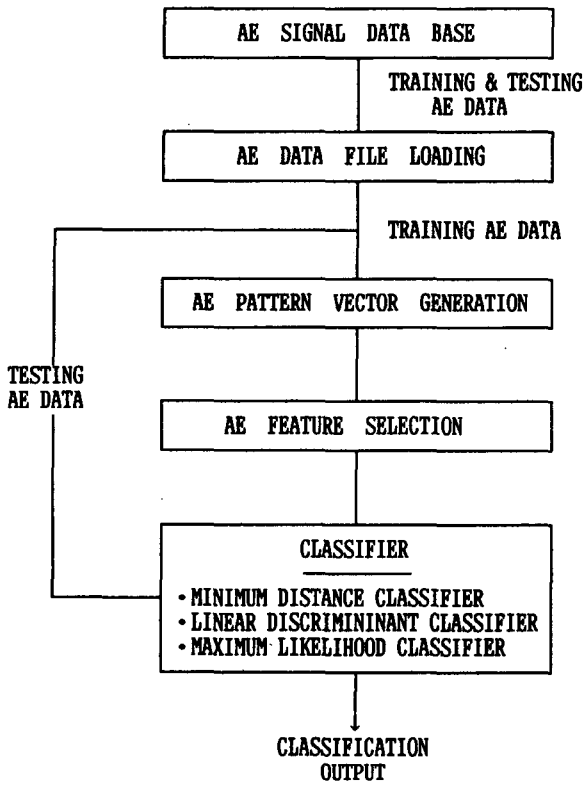 AE SIGNAL DATA BASE
TRAINING & TESTING
AE DATA
AE DATA FILE LOADING
TRAINING AE DATA
AE PATTERN VECTOR GENERATION
TESTING
AE DATA
AE FEATURE SELECTION
CLASSIFIER
• MINIMUM DISTANCE CLASSIFIER
• LINEAR DISCRIMININANT CLASSIFIER
• MAXIMUM LIKELIHOOD CLASSIFIER
CLASSIFICATION
OUTPUT